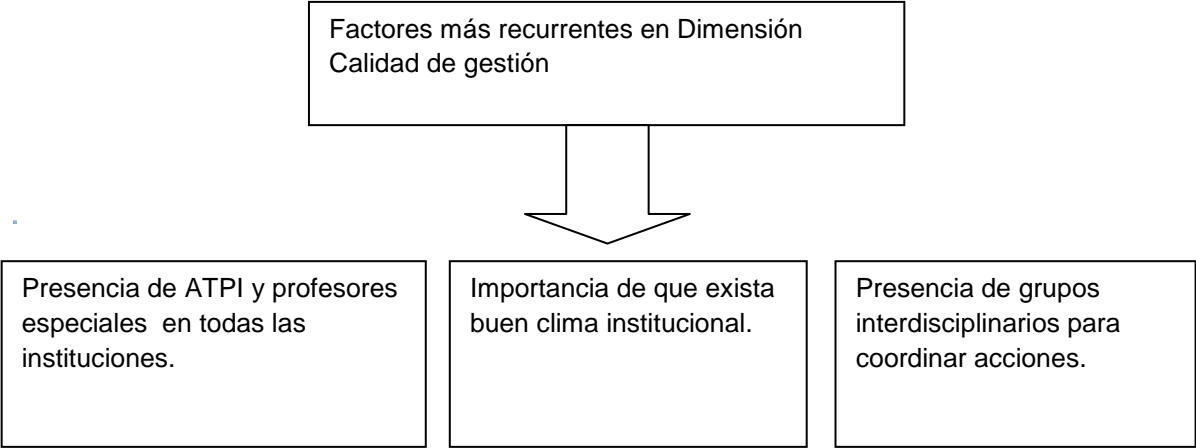 Factores más recurrentes en Dimensión
Calidad de gestión
Presencia de ATPI y profesores
especiales en todas las
instituciones.
Importancia de que exista
buen clima institucional.
Presencia de grupos
interdisciplinarios para
coordinar acciones.